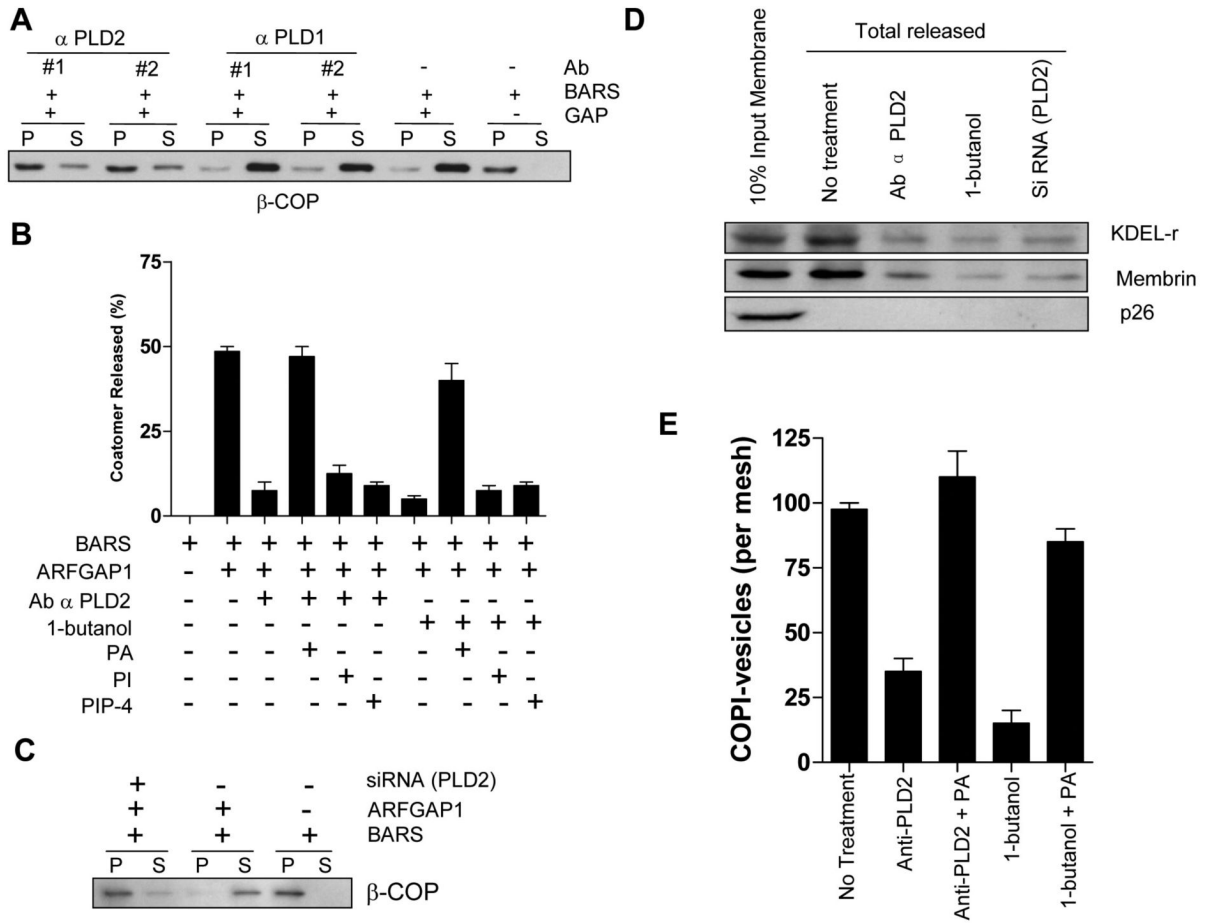 A
α PLD2 α PLD1
#1 #2 #1 #2 - - Ab
+ + + + + + BARS
+ + + + + - GAP
P S P S P S P S P S P S
β-COP
B
Coatomer Released (%)
75
50
25
0
BARS + + + + + + + + + +
ARFGAP1 - + + + + + + + + +
Ab α PLD2 - - + + + + - - - -
1-butanol - - - - - - + + + +
PA - - - + - - - + - -
PI - - - - + - - - + -
PIP-4 - - - - - + - - - +
C
+ - - siRNA (PLD2)
+ + - ARFGAP1
+ + + BARS
P S P S P S
β-COP
D
Total released
10% Input Membrane
No treatment
Ab α PLD2
1-butanol
Si RNA (PLD2)
KDEL-r
Membrin
p26
E
COPI-vesicles (per mesh)
125
100
75
50
25
0
No Treatment
Anti-PLD2
Anti-PLD2 + PA
1-butanol
1-butanol + PA